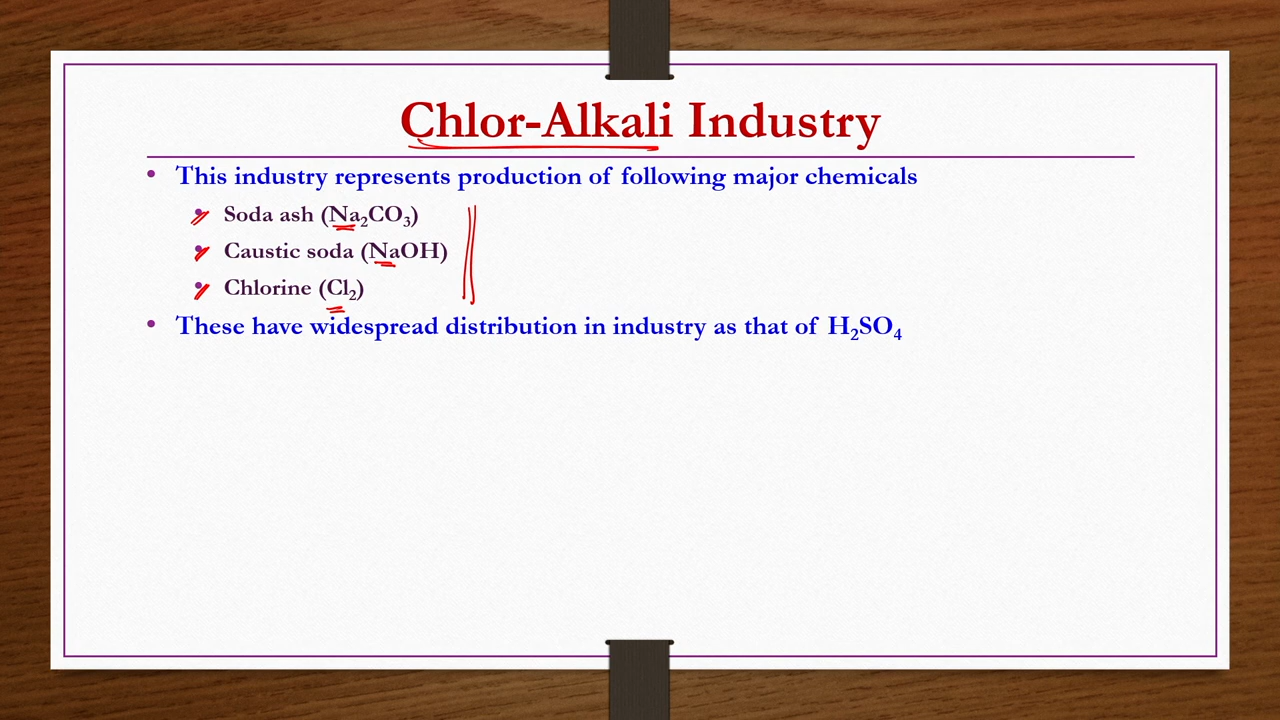 Chlor-Alkali Industry
• This industry represents production of following major chemicals
• Soda ash (Na₂CO₃)
• Caustic soda (NaOH)
• Chlorine (Cl₂)
• These have widespread distribution in industry as that of H₂SO₄